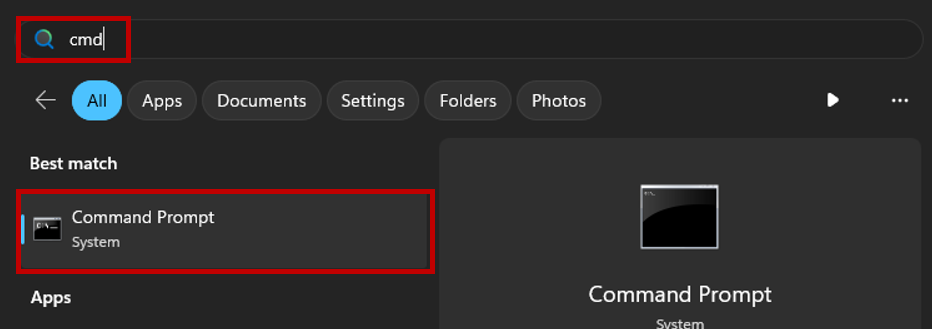 cmd
All Apps Documents Settings Folders Photos
Best match
Command Prompt
System
Apps
Command Prompt
System